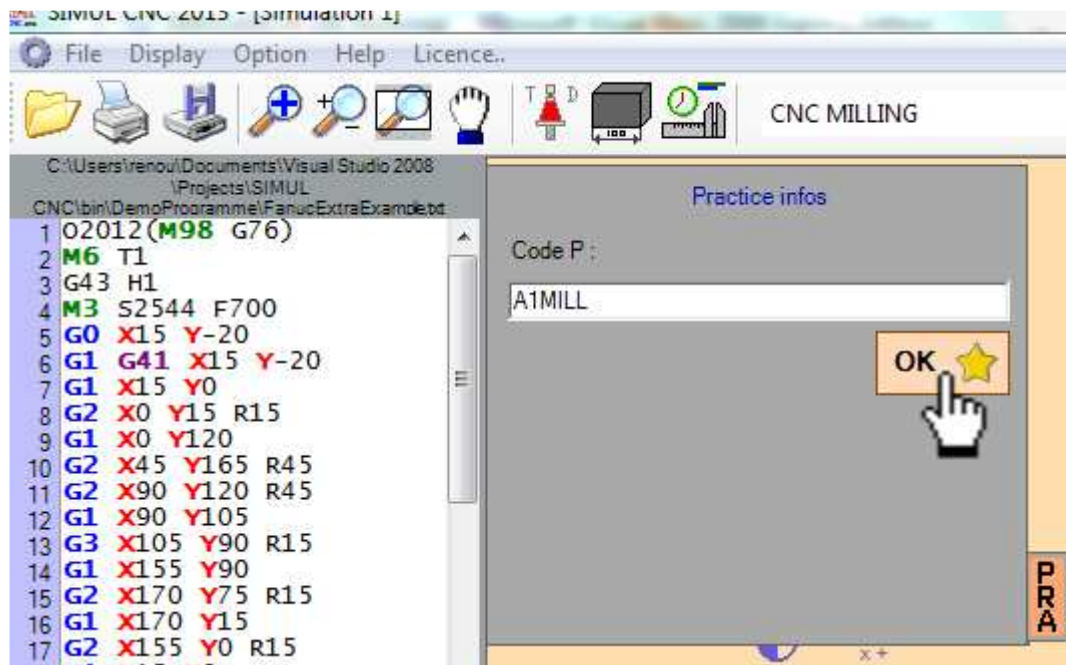 SIMUL CNC 2015 - [Simulation 1]
File Display Option Help Licence..
T D
100
CNC MILLING
C:\Users\renou\Documents\Visual Studio 2008
\Projects\SIMUL
CNC\bin\DemoProgramme\FanucExtraExample.txt
1 O2012(M98 G76)
2 M6 T1
3 G43 H1
4 M3 S2544 F700
5 G0 X15 Y-20
6 G1 G41 X15 Y-20
7 G1 X15 Y0
8 G2 X0 Y15 R15
9 G1 X0 Y120
10 G2 X45 Y165 R45
11 G2 X90 Y120 R45
12 G1 X90 Y105
13 G3 X105 Y90 R15
14 G1 X155 Y90
15 G2 X170 Y75 R15
16 G1 X170 Y15
17 G2 X155 Y0 R15
Practice infos
Code P :
A1MILL
OK
PRA
x+